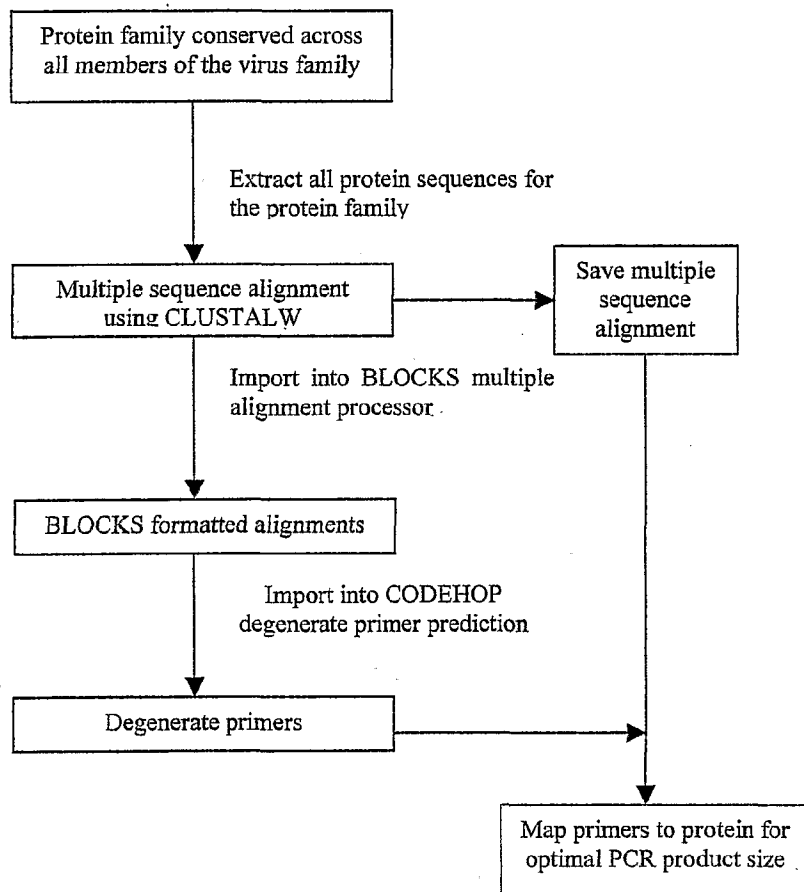 Protein family conserved across
all members of the virus family
Extract all protein sequences for
the protein family
Multiple sequence alignment
using CLUSTALW
Save multiple
sequence
alignment
Import into BLOCKS multiple
alignment processor
BLOCKS formatted alignments
Import into CODEHOP
degenerate primer prediction
Degenerate primers
Map primers to protein for
optimal PCR product size